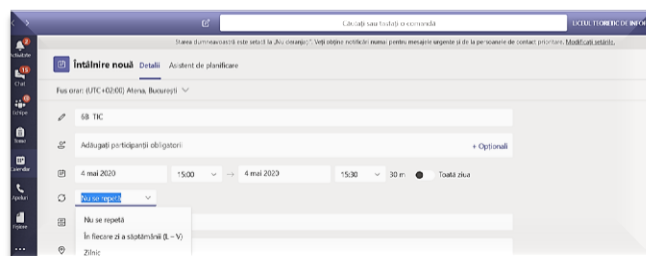 Căutați sau tastați o comandă
LICEUL TEORETIC DE INFOR
Starea dumneavoastră este setată la „Nu deranjați”. Veți obține notificări numai pentru mesajele urgente și de la persoanele de contact prioritare. Modificați setările.
Întâlnire nouă Detalii Asistent de planificare
Fus orar: (UTC+02:00) Atena, București
6B TIC
Adăugați participanții obligatorii
+ Opțional
4 mai 2020 15:00 → 4 mai 2020 15:30 30 m Toată ziua
Nu se repetă
Nu se repetă
În fiecare zi a săptămânii (L – V)
Zilnic
Chat
Echipe
Calendar
Apeluri
Fișiere